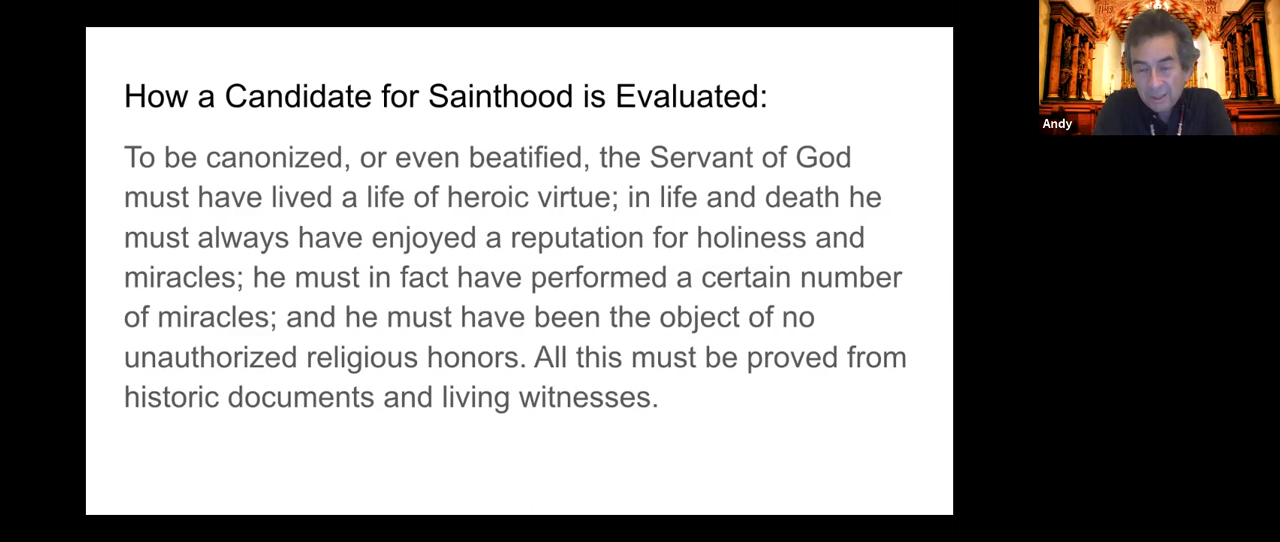 How a Candidate for Sainthood is Evaluated:
To be canonized, or even beatified, the Servant of God
must have lived a life of heroic virtue; in life and death he
must always have enjoyed a reputation for holiness and
miracles; he must in fact have performed a certain number
of miracles; and he must have been the object of no
unauthorized religious honors. All this must be proved from
historic documents and living witnesses.
Andy